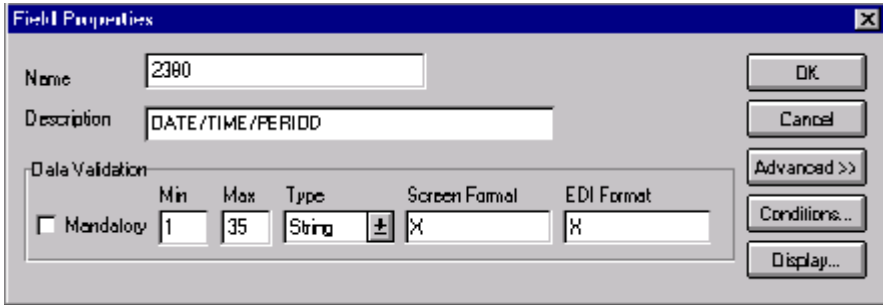 Field Properties
Name 2380
OK
Description DATE/TIME/PERIOD
Cancel
Data Validation
Advanced >>
Min Max Type Screen Format EDI Format
Mandatory 1 35 String X X
Conditions...
Display...